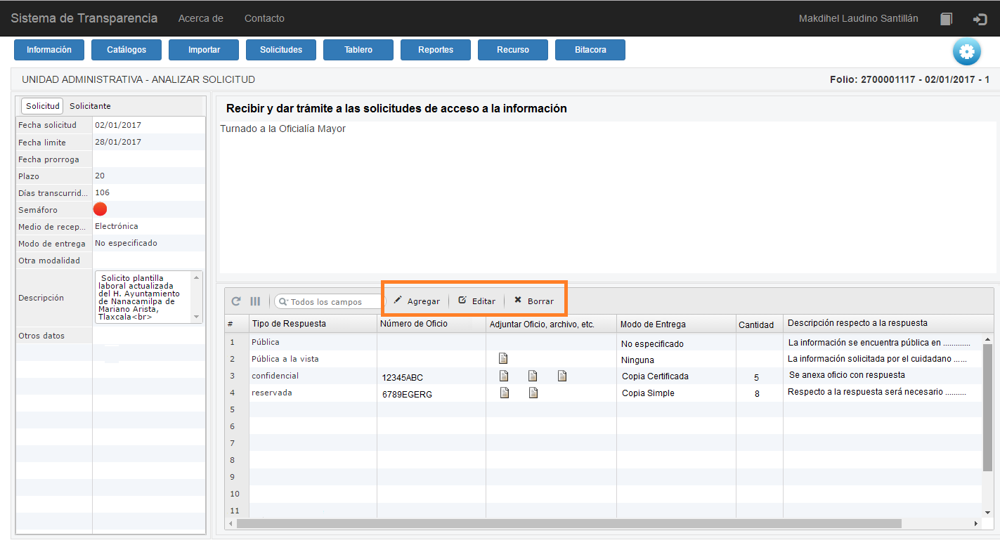 Sistema de Transparencia Acerca de Contacto Makdihel Laudino Santillán
Información Catálogos Importar Solicitudes Tablero Reportes Recurso Bitacora
UNIDAD ADMINISTRATIVA - ANALIZAR SOLICITUD Folio: 2700001117 - 02/01/2017 - 1
Solicitud Solicitante
Fecha solicitud 02/01/2017
Fecha limite 28/01/2017
Fecha prorroga
Plazo 20
Días transcurrid... 106
Semáforo
Medio de recep... Electrónica
Modo de entrega No especificado
Otra modalidad
Descripción
Solicito plantilla
laboral actualizada
del H. Ayuntamiento
de Nanacamilpa de
Mariano Arista,
Tlaxcala<br>
Otros datos
Recibir y dar trámite a las solicitudes de acceso a la información
Turnado a la Oficialía Mayor
Todos los campos Agregar Editar Borrar
# Tipo de Respuesta Número de Oficio Adjuntar Oficio, archivo, etc. Modo de Entrega Cantidad Descripción respecto a la respuesta
1 Pública No especificado La información se encuentra pública en .............
2 Pública a la vista Ninguna La información solicitada por el cuidadano ......
3 confidencial 12345ABC Copia Certificada 5 Se anexa oficio con respuesta
4 reservada 6789EGERG Copia Simple 8 Respecto a la respuesta será necesario ..........
5
6
7
8
9
10
11